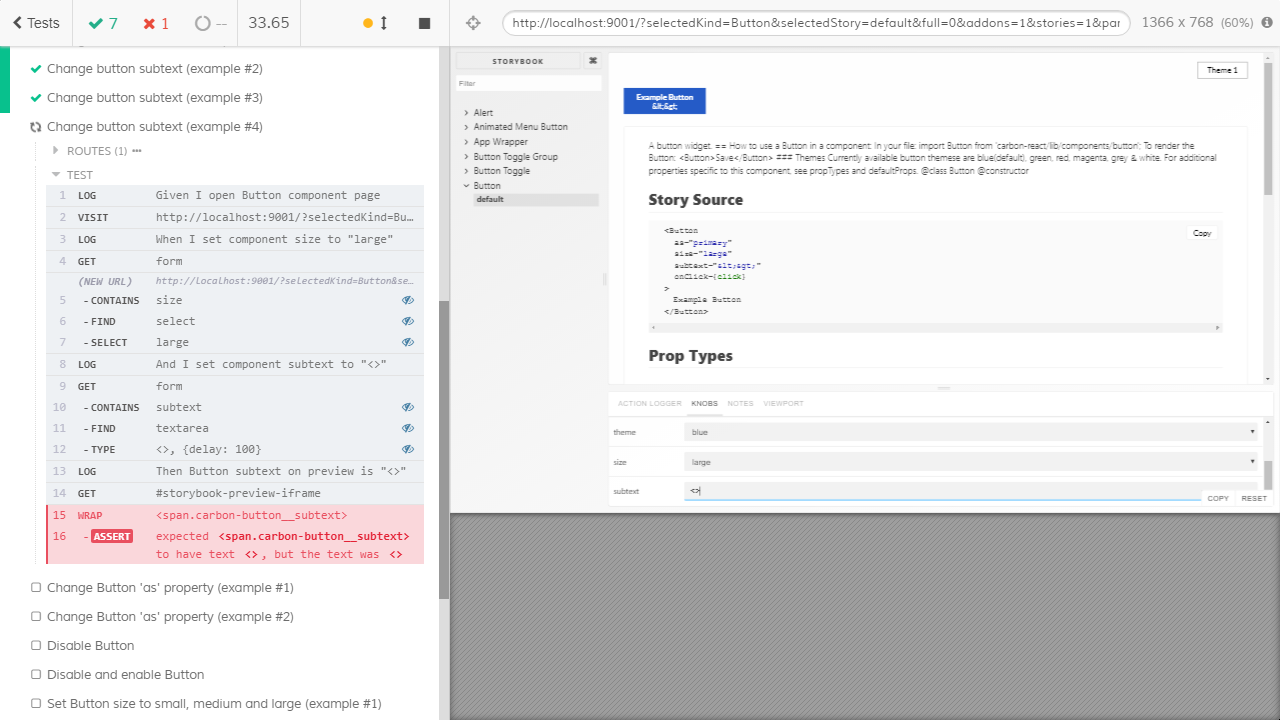 Tests
7
1
--
33.65
Change button subtext (example #2)
Change button subtext (example #3)
Change button subtext (example #4)
ROUTES (1)
TEST
1 LOG Given I open Button component page
2 VISIT http://localhost:9001/?selectedKind=Bu...
3 LOG When I set component size to "large"
4 GET form
(NEW URL) http://localhost:9001/?selectedKind=Button&se...
5 - CONTAINS size
6 - FIND select
7 - SELECT large
8 LOG And I set component subtext to "<>"
9 GET form
10 - CONTAINS subtext
11 - FIND textarea
12 - TYPE <>, {delay: 100}
13 LOG Then Button subtext on preview is "<>"
14 GET #storybook-preview-iframe
15 WRAP <span.carbon-button__subtext>
16 - ASSERT expected <span.carbon-button__subtext>
to have text <>, but the text was <>
Change Button 'as' property (example #1)
Change Button 'as' property (example #2)
Disable Button
Disable and enable Button
Set Button size to small, medium and large (example #1)
http://localhost:9001/?selectedKind=Button&selectedStory=default&full=0&addons=1&stories=1&par
1366 x 768 (60%)
STORYBOOK
⌘
Filter
Alert
Animated Menu Button
App Wrapper
Button Toggle Group
Button Toggle
Button
default
Theme 1
Example Button
&lt;&gt;
A button widget. == How to use a Button in a component: In your file: import Button from 'carbon-react/lib/components/button'; To render the
Button: <Button>Save</Button> ### Themes Currently available button themese are blue(default), green, red, magenta, grey & white. For additional
properties specific to this component, see propTypes and defaultProps. @class Button @constructor
Story Source
Copy
<Button
as="primary"
size="large"
subtext="&lt;&gt;"
onClick={click}
>
Example Button
</Button>
Prop Types
ACTION LOGGER KNOBS NOTES VIEWPORT
theme blue
size large
subtext <>
COPY RESET